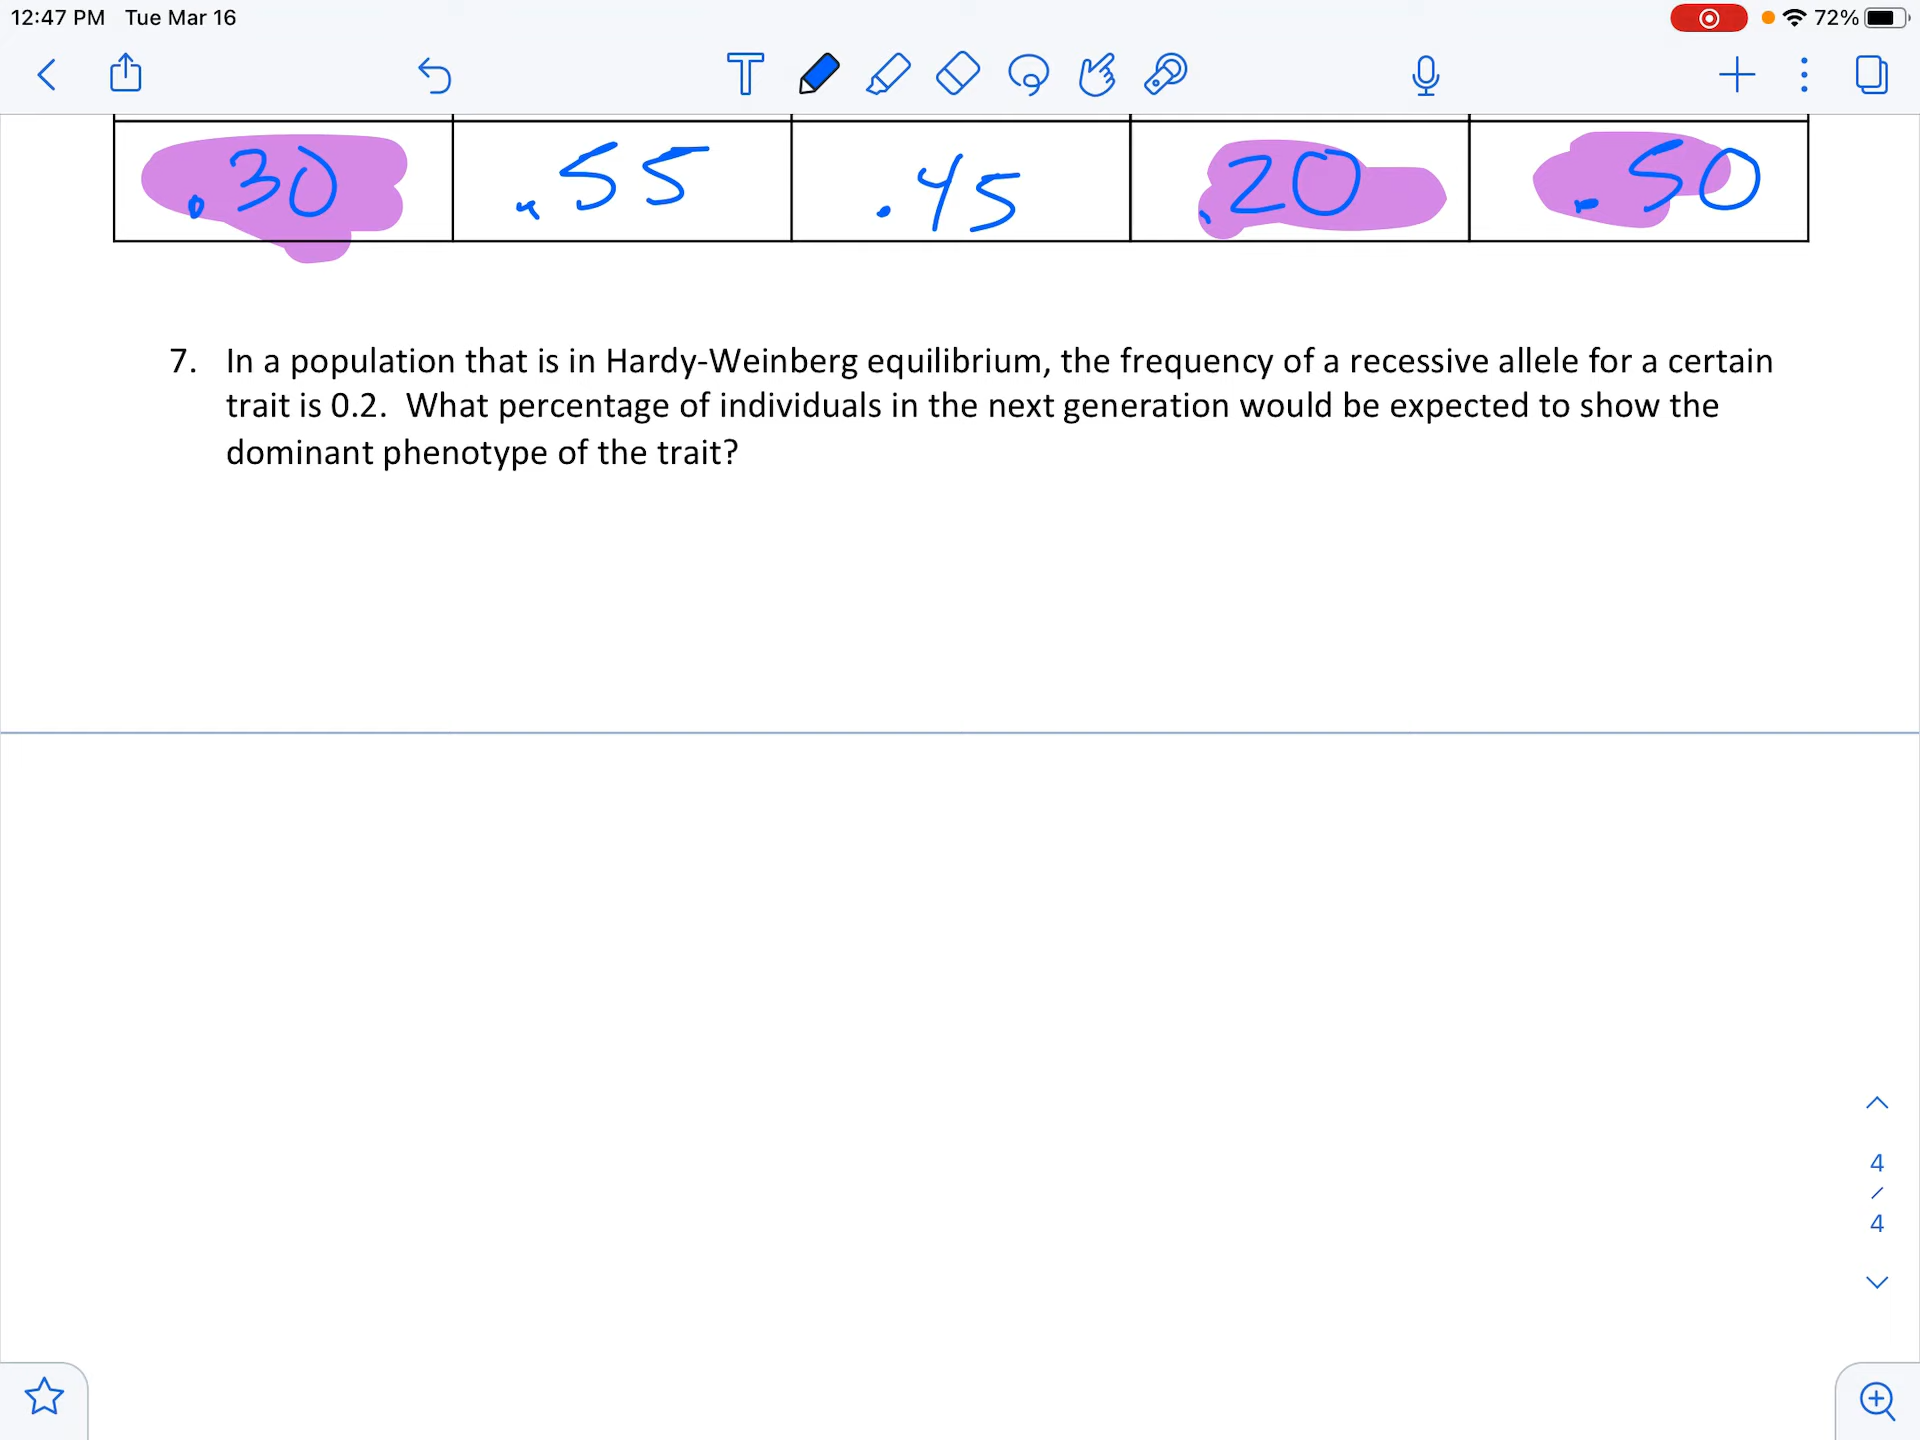 12:47 PM Tue Mar 16 72%
T
.30 .55 .45 .20 .50
7. In a population that is in Hardy-Weinberg equilibrium, the frequency of a recessive allele for a certain
trait is 0.2. What percentage of individuals in the next generation would be expected to show the
dominant phenotype of the trait?
4
/
4